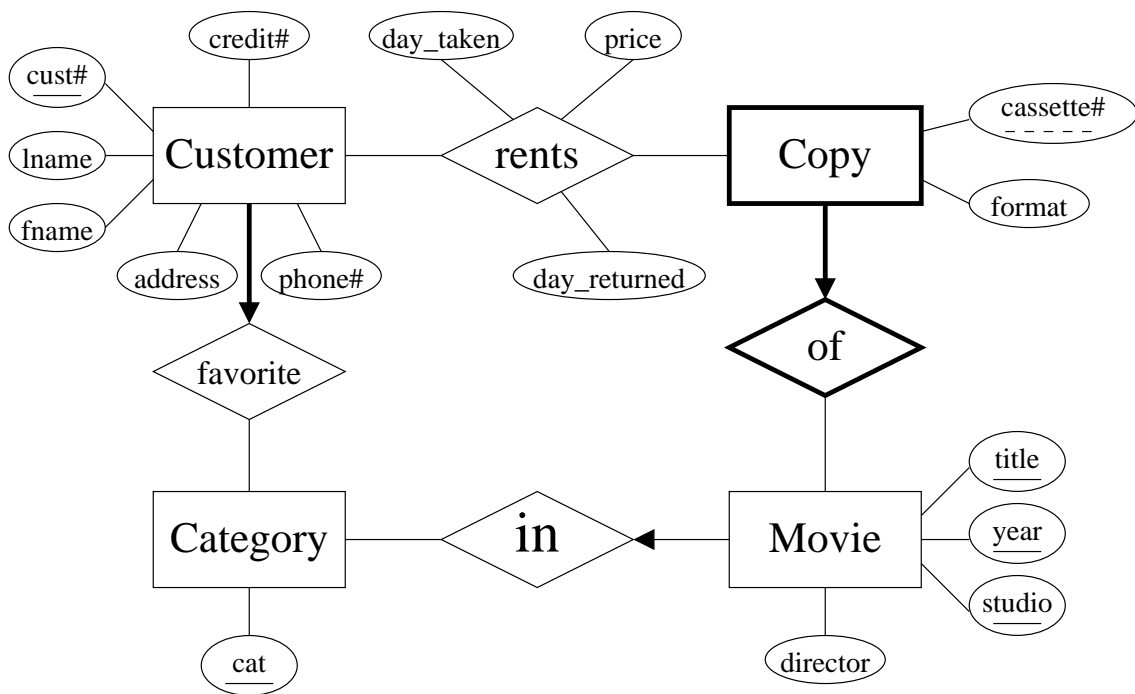 credit#
day_taken
price
cust#
cassette#
lname
Customer
rents
Copy
fname
format
address
phone#
day_returned
favorite
of
title
Category
in
Movie
year
studio
cat
director